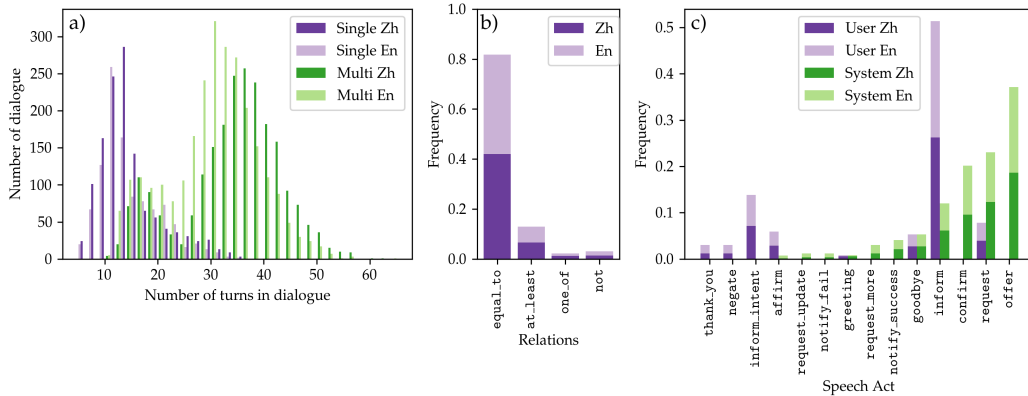 a)
Single Zh
Single En
Multi Zh
Multi En
300
250
200
150
100
50
0
Number of dialogue
10
20
30
40
50
60
Number of turns in dialogue
b)
Zh
En
1.0
0.8
0.6
0.4
0.2
0.0
Frequency
equal_to
at_least
one_of
not
Relations
c)
User Zh
User En
System Zh
System En
0.5
0.4
0.3
0.2
0.1
0.0
Frequency
thank_you
negate
inform_intent
affirm
request_update
notify_fail
greeting
request_more
notify_success
goodbye
inform
confirm
request
offer
Speech Act